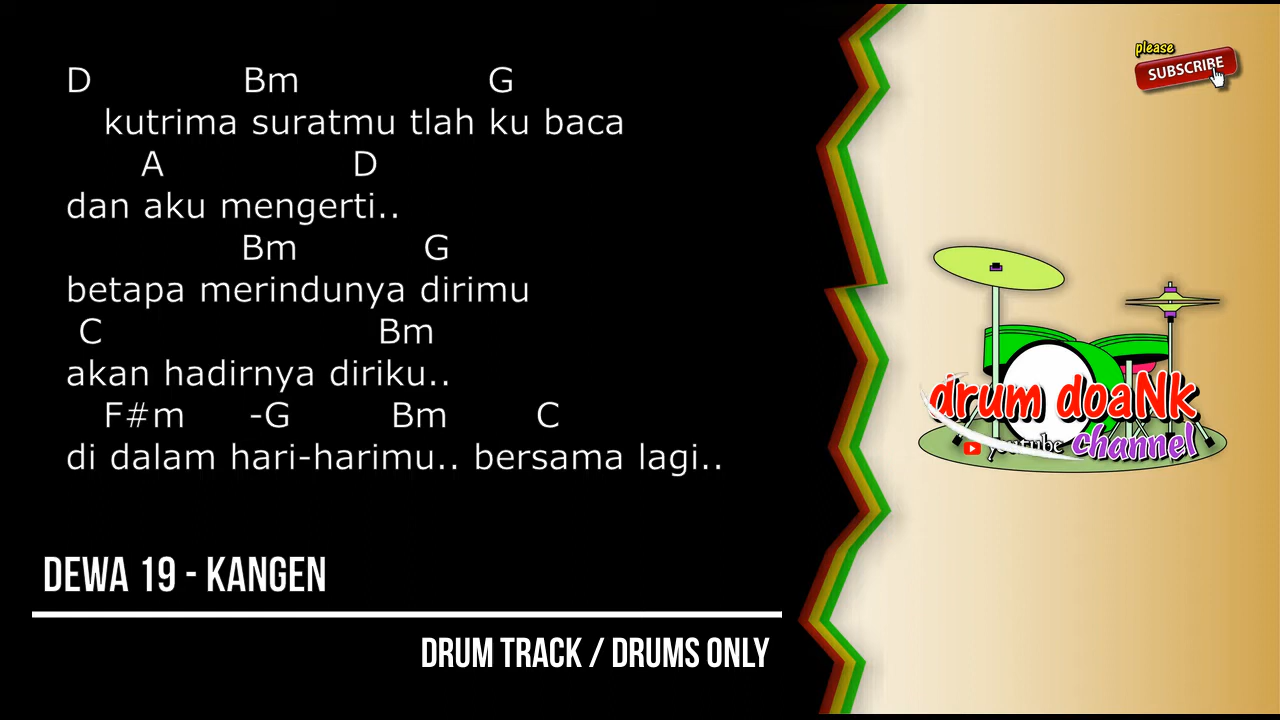 D Bm G
kutrima suratmu tlah ku baca
A D
dan aku mengerti..
Bm G
betapa merindunya dirimu
C Bm
akan hadirnya diriku..
F#m -G Bm C
di dalam hari-harimu.. bersama lagi..
DEWA 19 - KANGEN
DRUM TRACK / DRUMS ONLY
please
SUBSCRIBE
drum doaNk
youtube channel